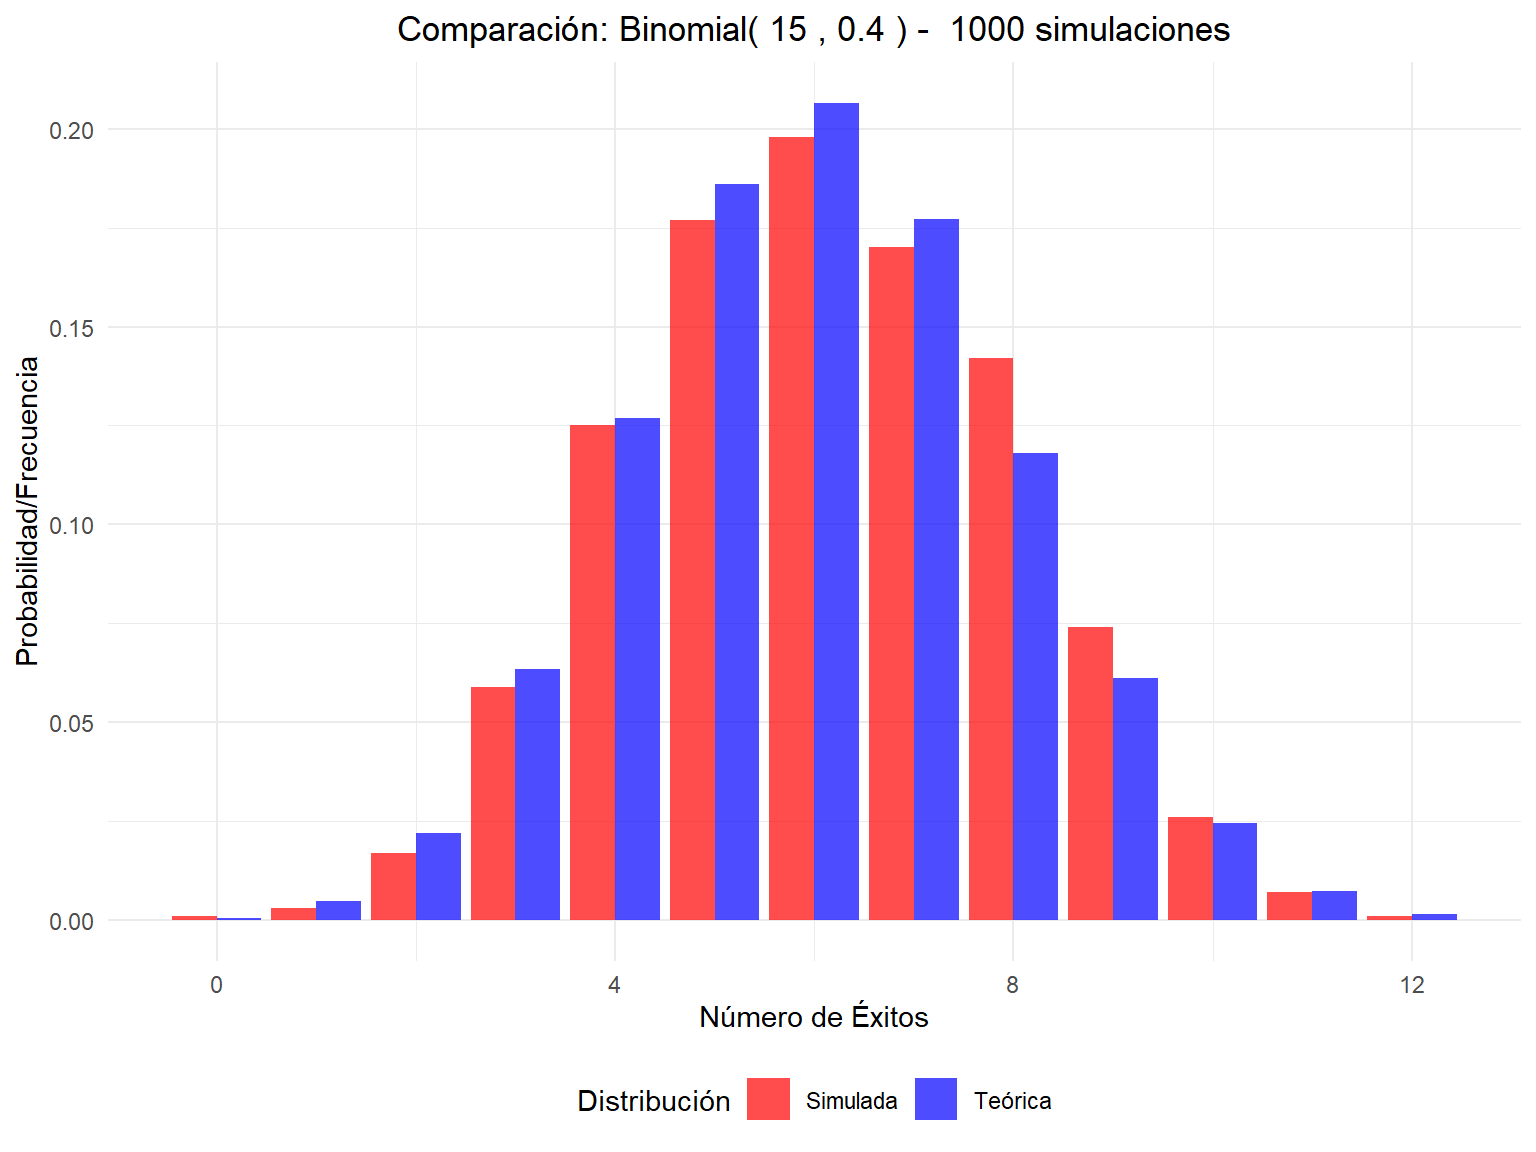 Comparación: Binomial( 15 , 0.4 ) -  1000 simulaciones
Probabilidad/Frecuencia
0.20
0.15
0.10
0.05
0.00
0 4 8 12
Número de Éxitos
Distribución Simulada Teórica